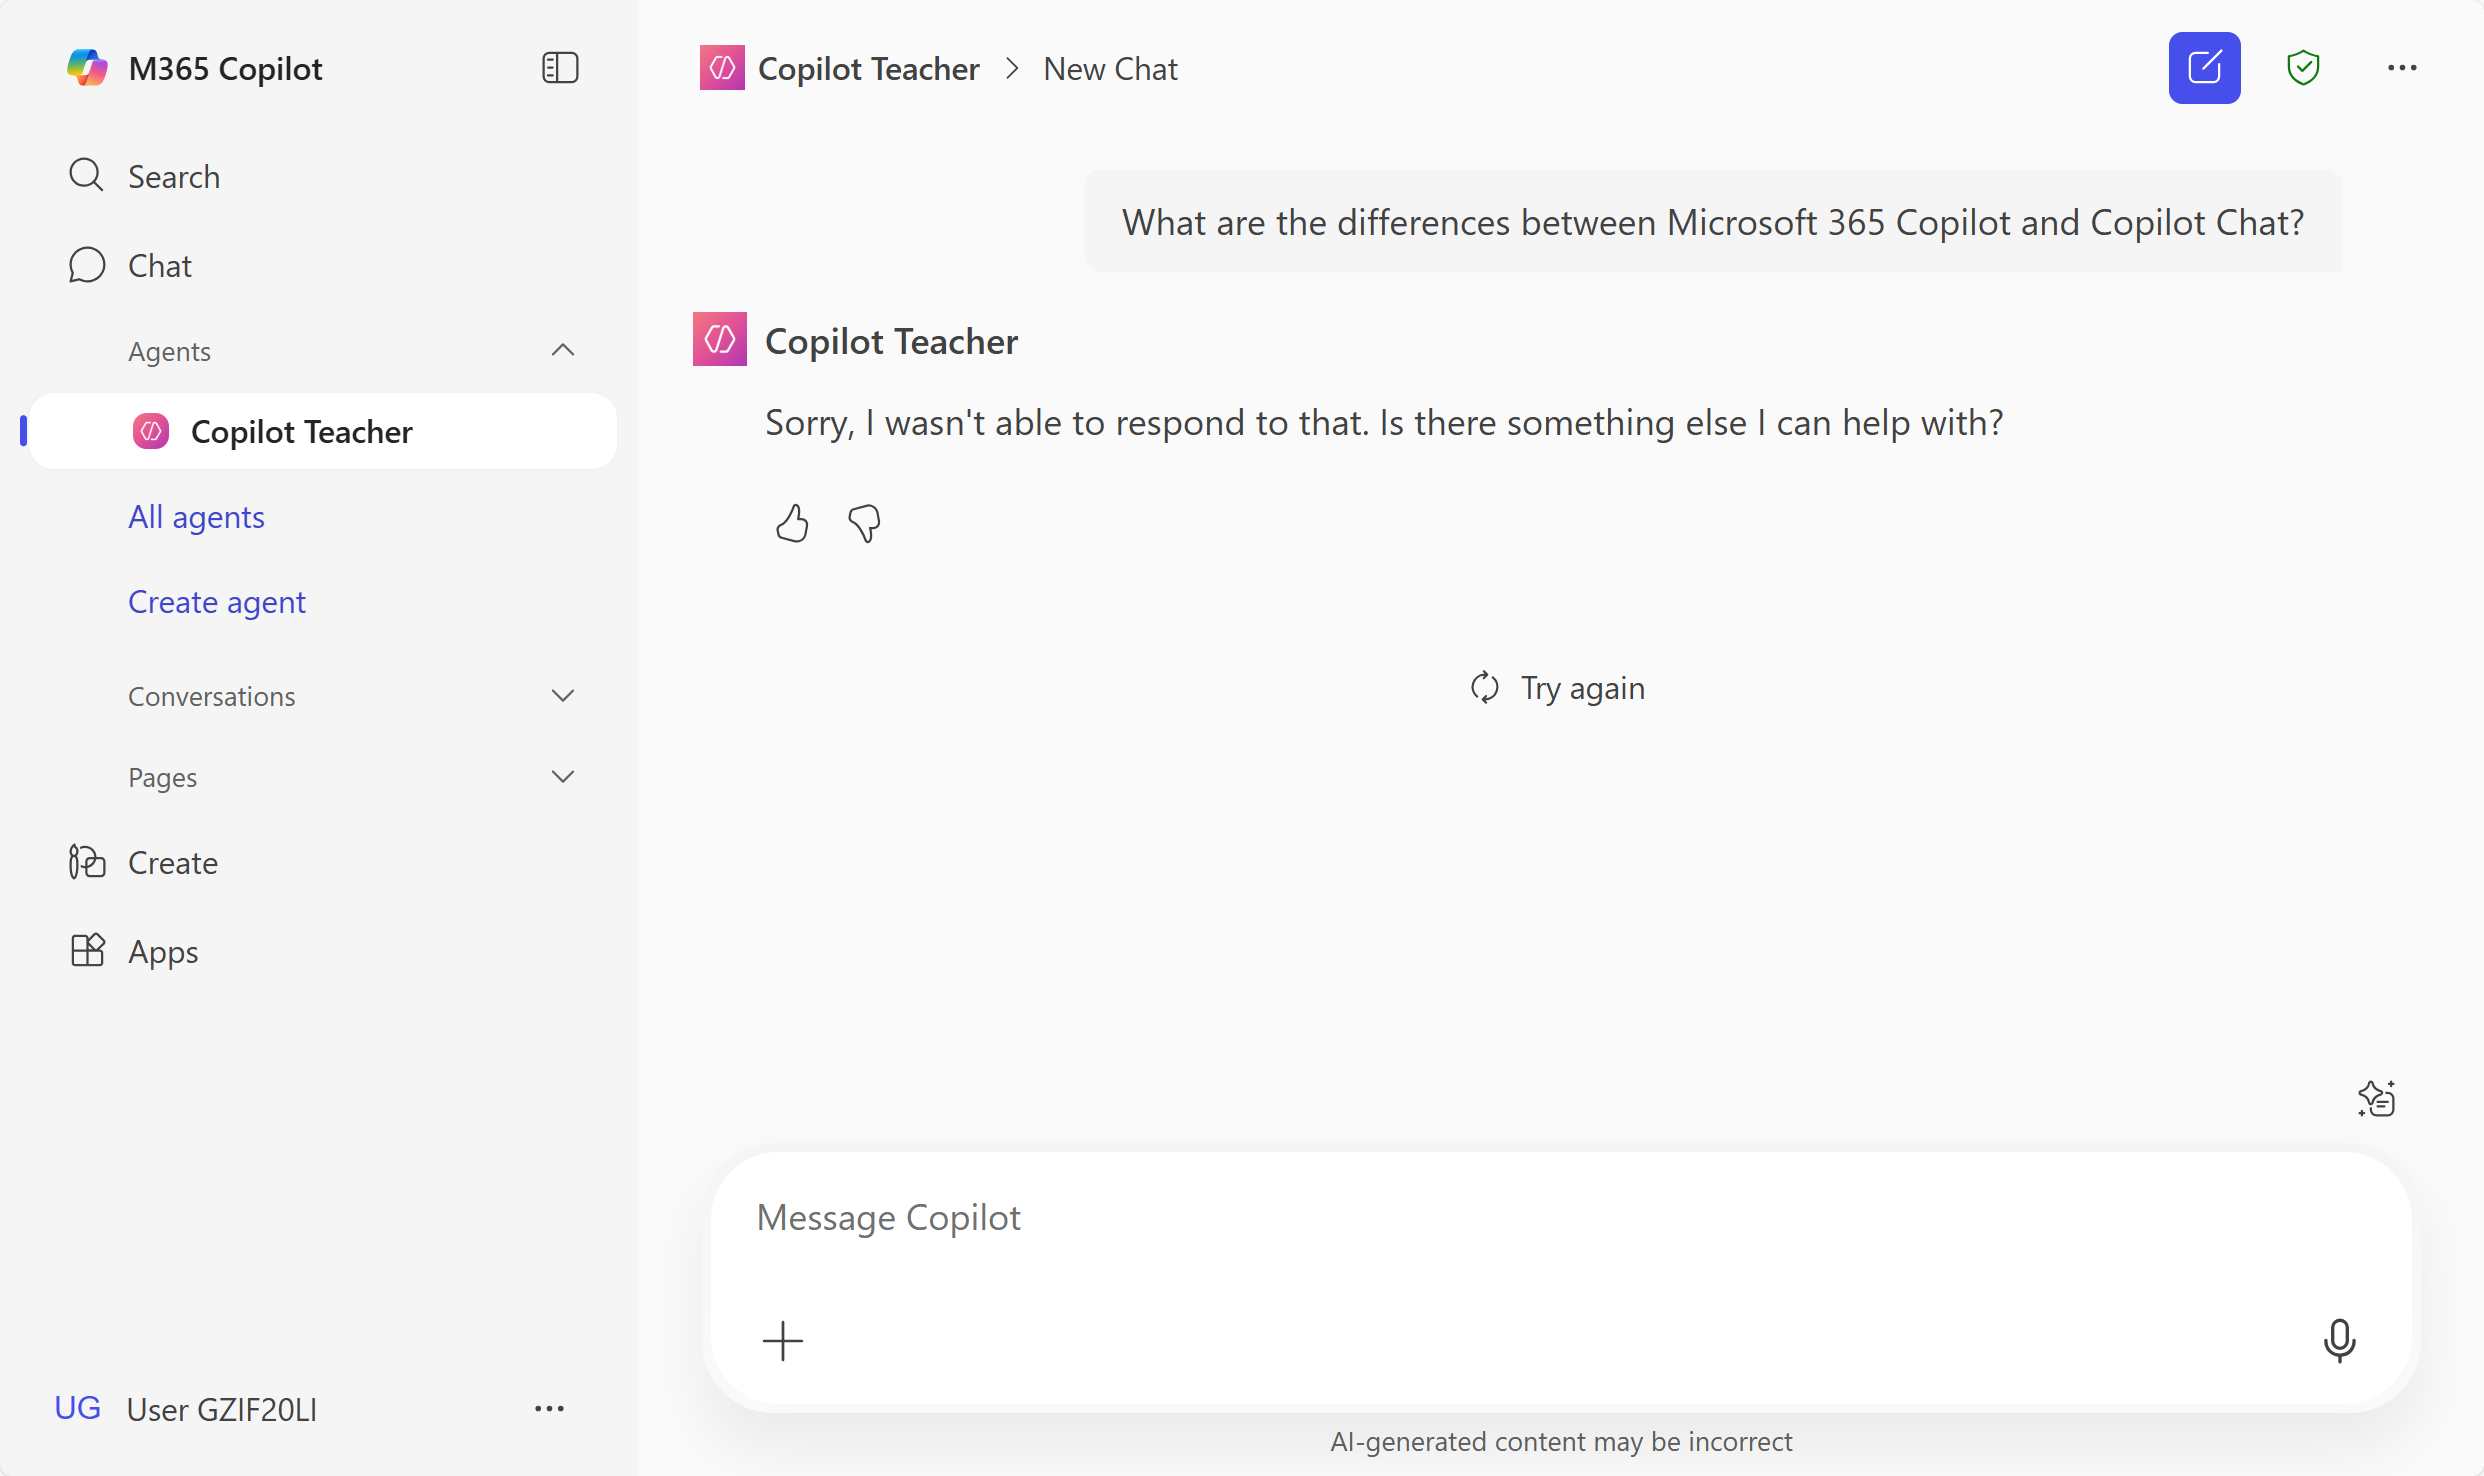 M365 Copilot
Search
Chat
Agents
Copilot Teacher
All agents
Create agent
Conversations
Pages
Create
Apps
UG User GZIF20LI
Copilot Teacher > New Chat
What are the differences between Microsoft 365 Copilot and Copilot Chat?
Copilot Teacher
Sorry, I wasn't able to respond to that. Is there something else I can help with?
Try again
Message Copilot
AI-generated content may be incorrect